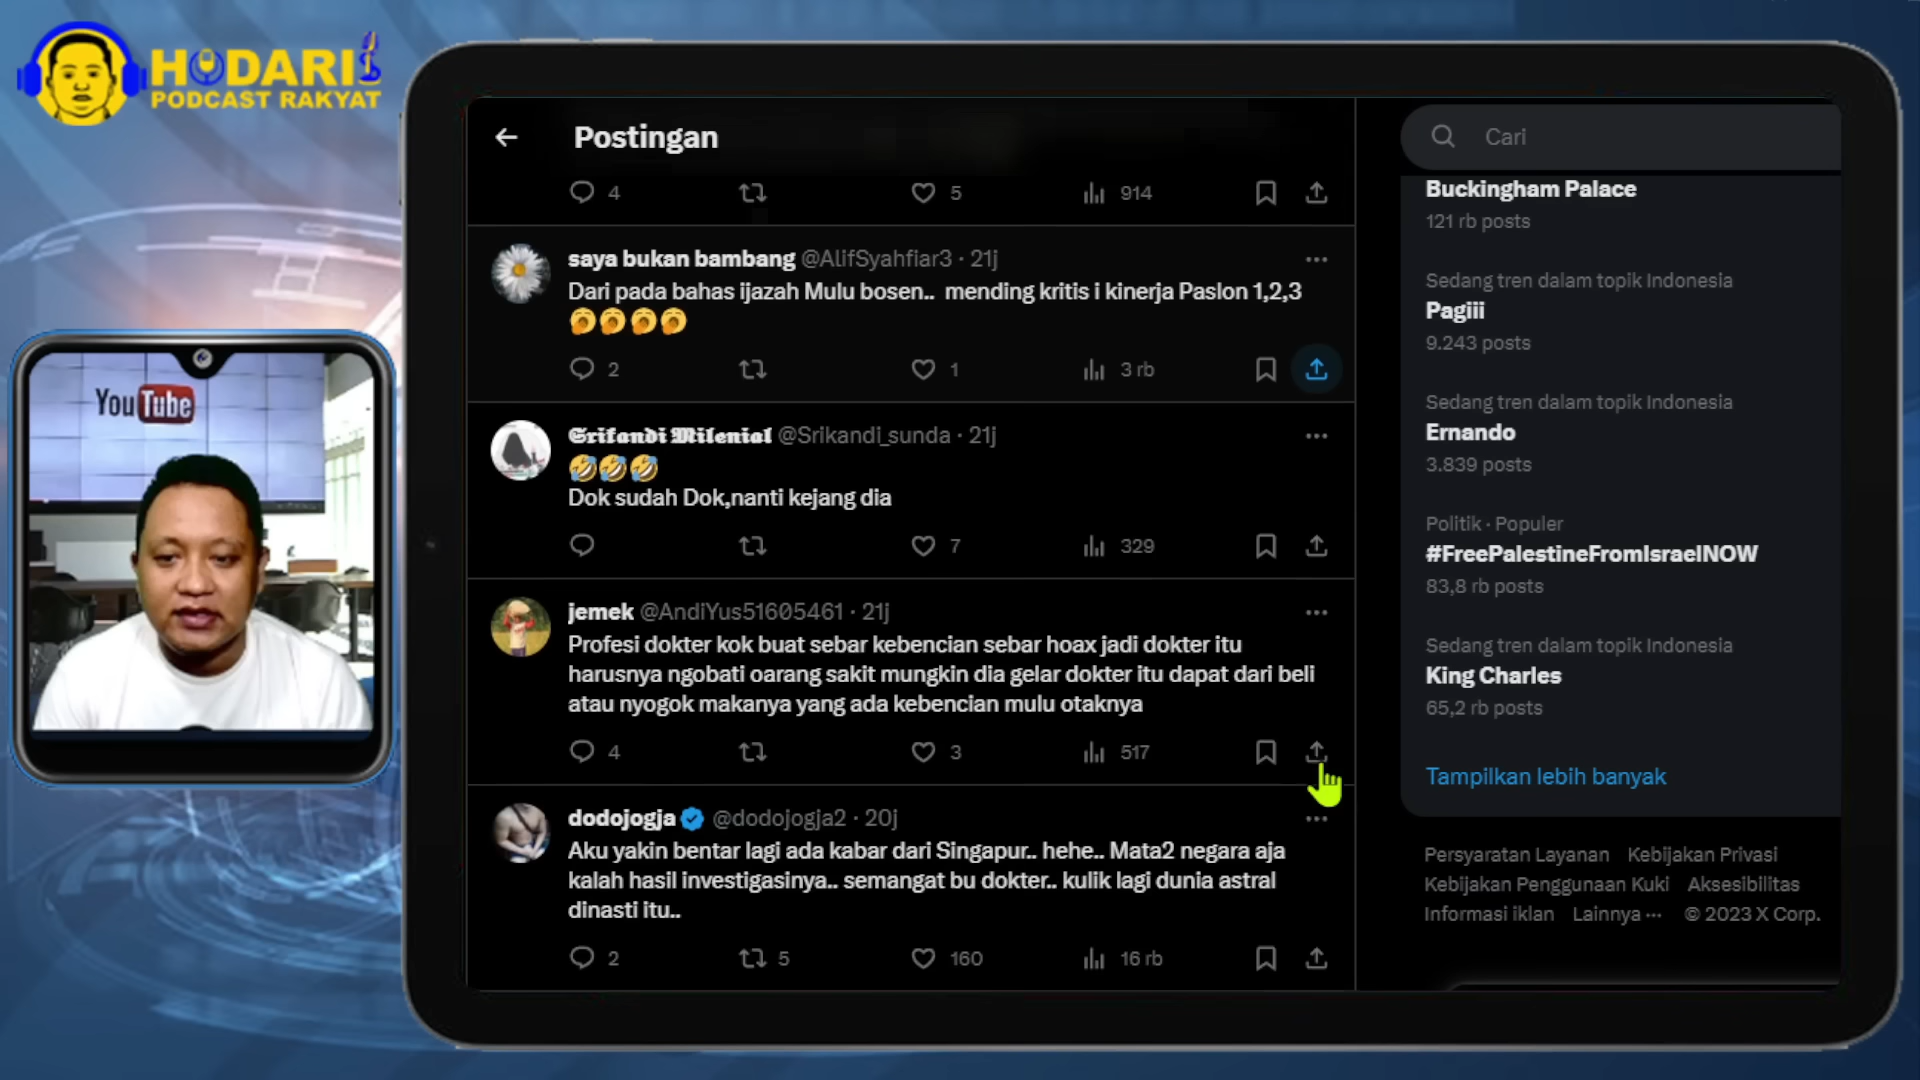 HODARI
PODCAST RAKYAT
YouTube
Postingan
4 5 914
saya bukan bambang @AlifSyahfiar3 · 21j
Dari pada bahas ijazah Mulu bosen.. mending kritis i kinerja Paslon 1,2,3
🥱🥱🥱🥱
2 1 3 rb
𝕾𝖗𝖎𝖐𝖆𝖓𝖉𝖎 𝕸𝖎𝖑𝖊𝖓𝖎𝖆𝖑 @Srikandi_sunda · 21j
🤣🤣🤣
Dok sudah Dok,nanti kejang dia
7 329
jemek @AndiYus51605461 · 21j
Profesi dokter kok buat sebar kebencian sebar hoax jadi dokter itu
harusnya ngobati oarang sakit mungkin dia gelar dokter itu dapat dari beli
atau nyogok makanya yang ada kebencian mulu otaknya
4 3 517
dodojogja @dodojogja2 · 20j
Aku yakin bentar lagi ada kabar dari Singapur.. hehe.. Mata2 negara aja
kalah hasil investigasinya.. semangat bu dokter.. kulik lagi dunia astral
dinasti itu..
2 5 160 16 rb
Cari
Buckingham Palace
121 rb posts
Sedang tren dalam topik Indonesia
Pagiii
9.243 posts
Sedang tren dalam topik Indonesia
Ernando
3.839 posts
Politik · Populer
#FreePalestineFromIsraelNOW
83,8 rb posts
Sedang tren dalam topik Indonesia
King Charles
65,2 rb posts
Tampilkan lebih banyak
Persyaratan Layanan Kebijakan Privasi
Kebijakan Penggunaan Kuki Aksesibilitas
Informasi iklan Lainnya ··· © 2023 X Corp.